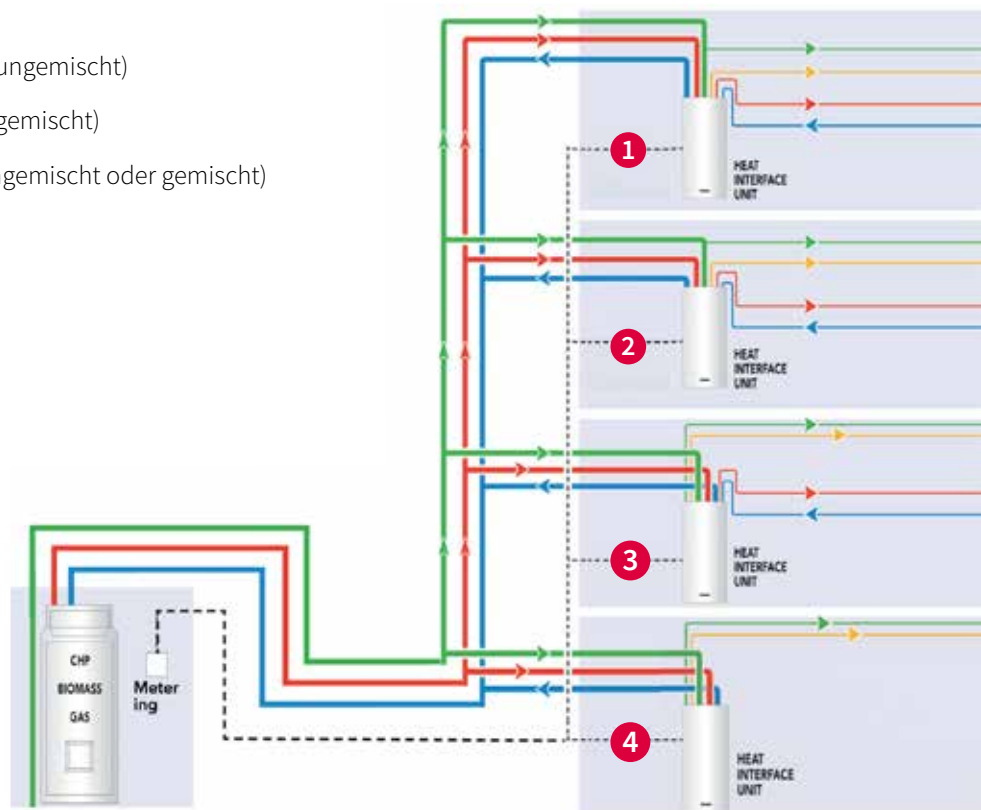 ungemischt)
gemischt)
gemischt oder gemischt)
1
HEAT
INTERFACE
UNIT
2
HEAT
INTERFACE
UNIT
3
HEAT
INTERFACE
UNIT
CHP
BIOMASS
GAS
Meter
ing
4
HEAT
INTERFACE
UNIT